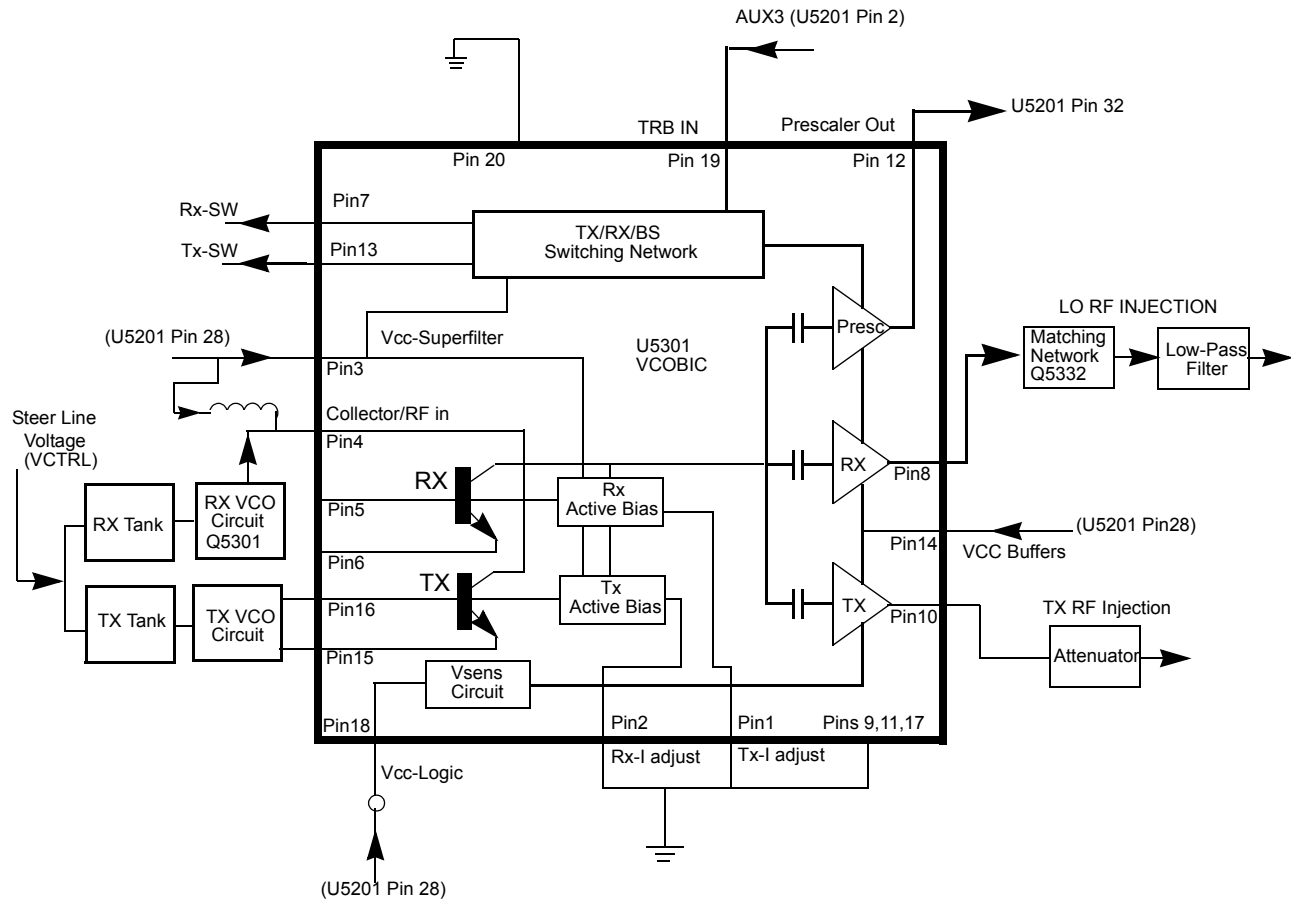 AUX3 (U5201 Pin 2)
U5201 Pin 32
TRB IN
Prescaler Out
Pin 20
Pin 19
Pin 12
Rx-SW
Pin7
Tx-SW
Pin13
TX/RX/BS
Switching Network
(U5201 Pin 28)
Vcc-Superfilter
Pin3
U5301
VCOBIC
Presc
LO RF INJECTION
Matching
Network
Q5332
Low-Pass
Filter
Steer Line
Voltage
(VCTRL)
Collector/RF in
Pin4
RX
RX
Pin8
RX Tank
RX VCO
Circuit
Q5301
Pin5
Rx
Active Bias
Pin6
Pin14
(U5201 Pin28)
VCC Buffers
TX
Tx
Active Bias
TX
Pin10
TX Tank
TX VCO
Circuit
Pin16
Pin15
TX RF Injection
Attenuator
Vsens
Circuit
Pin18
Pin2
Pin1
Pins 9,11,17
Rx-I adjust
Tx-I adjust
Vcc-Logic
(U5201 Pin 28)